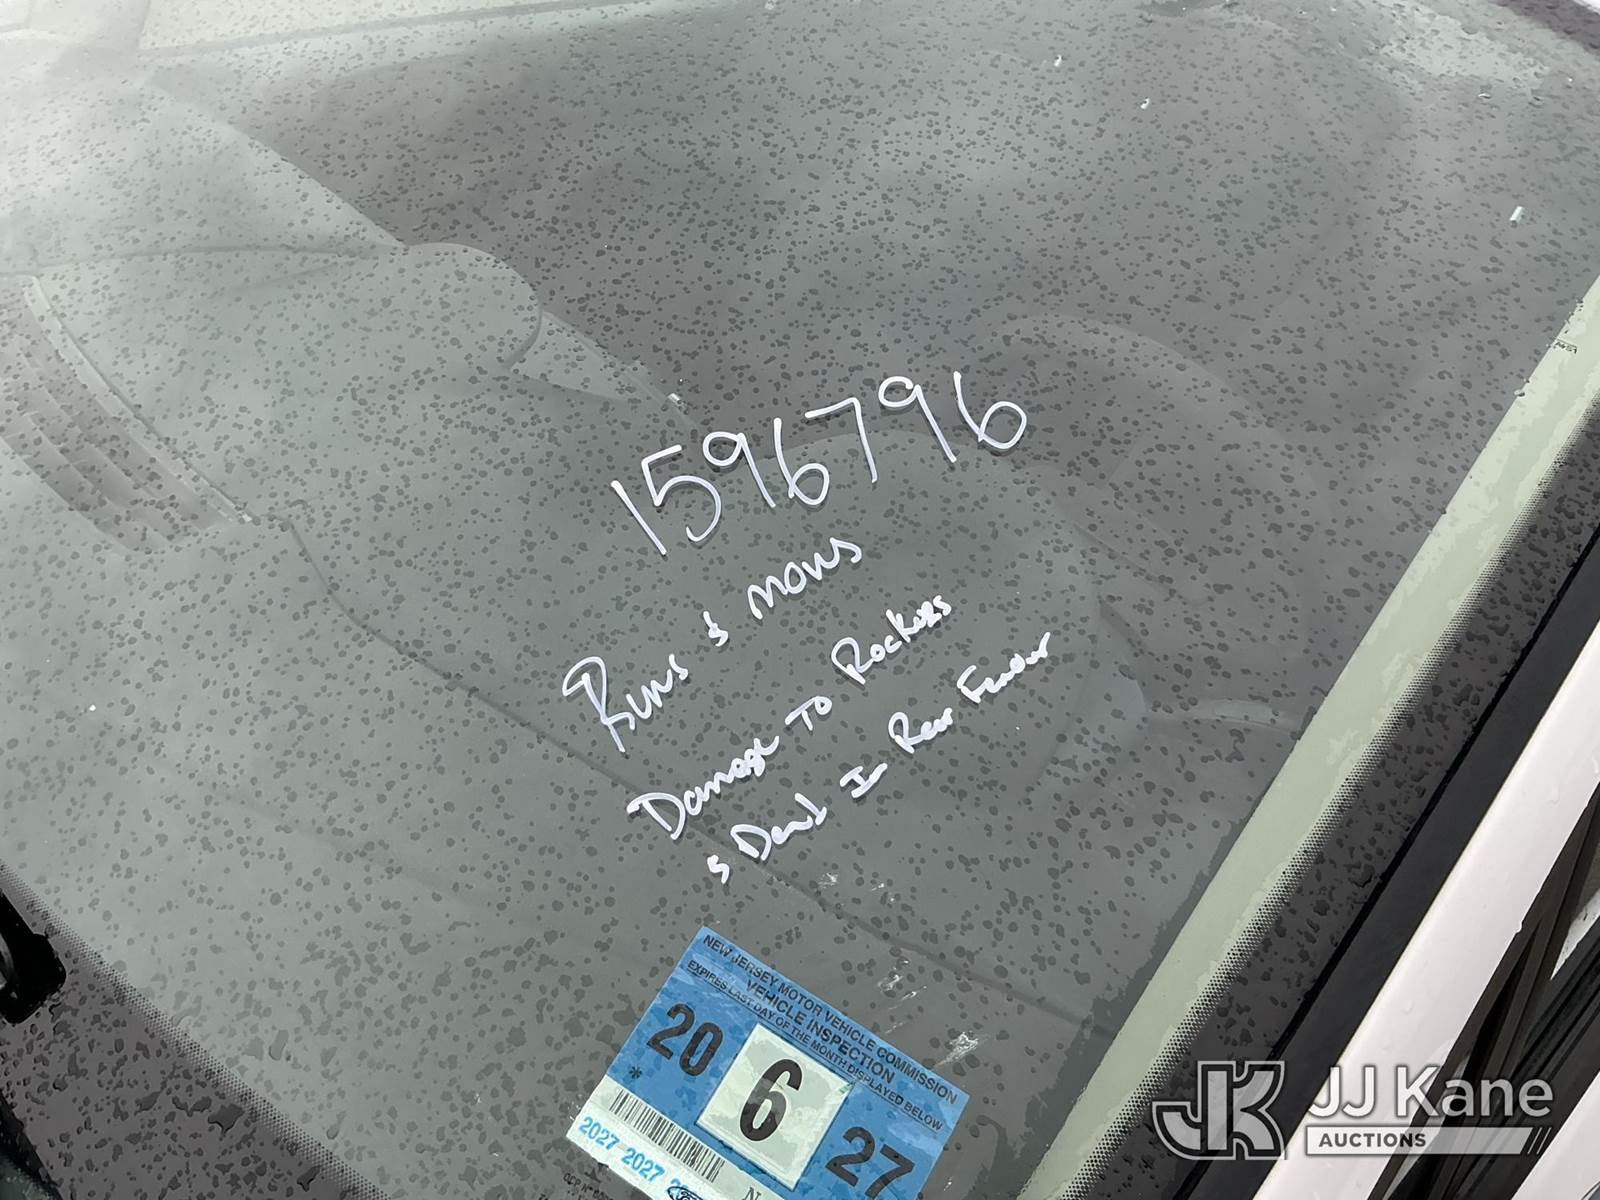 1596796
Runs & moves
Damage To Rockers
& Dent In Rear Fender
NEW JERSEY MOTOR VEHICLE COMMISSION
VEHICLE INSPECTION
EXPIRES LAST DAY OF THE MONTH DISPLAYED BELOW
20 6 27
*
2027 2027
N
JK JJ Kane
AUCTIONS